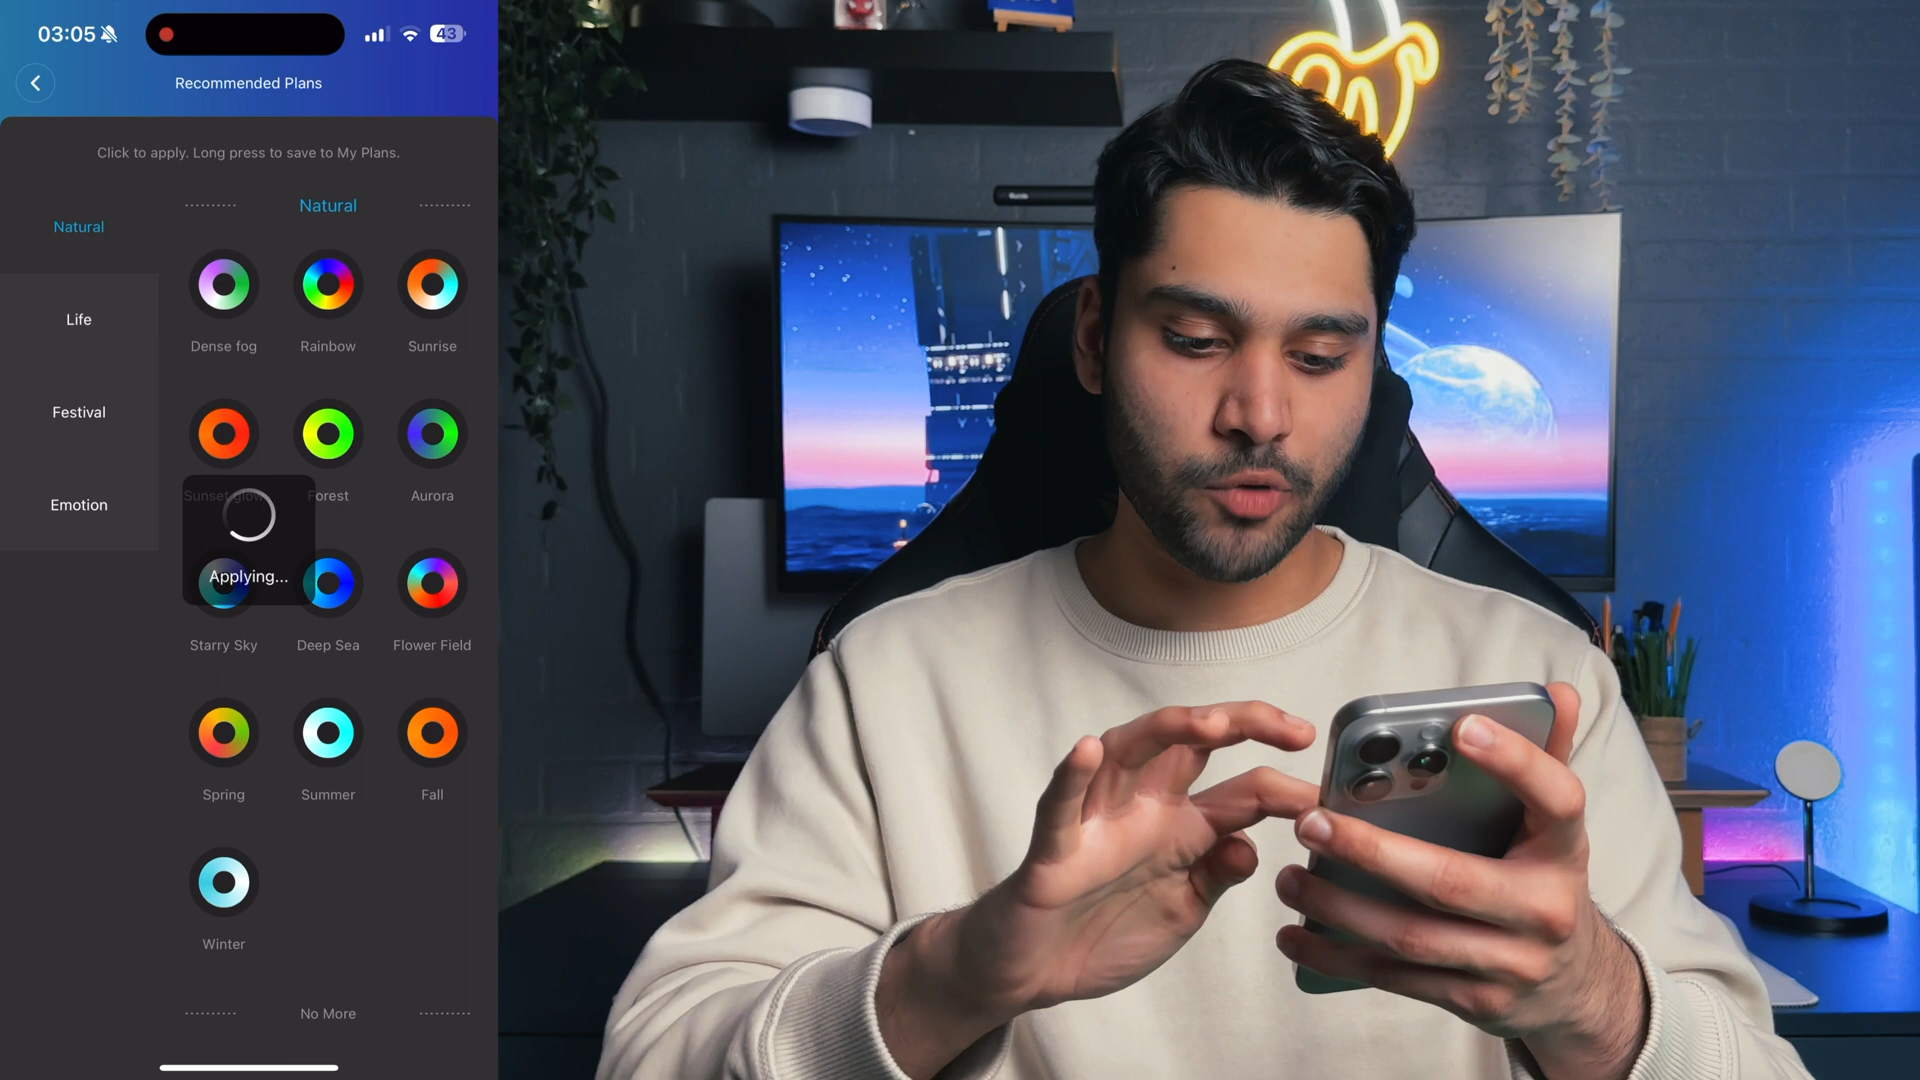 03:05
43
Recommended Plans
Click to apply. Long press to save to My Plans.
Natural
Life
Festival
Emotion
Natural
Dense fog
Rainbow
Sunrise
Sunset glow
Forest
Aurora
Applying...
Starry Sky
Deep Sea
Flower Field
Spring
Summer
Fall
Winter
No More